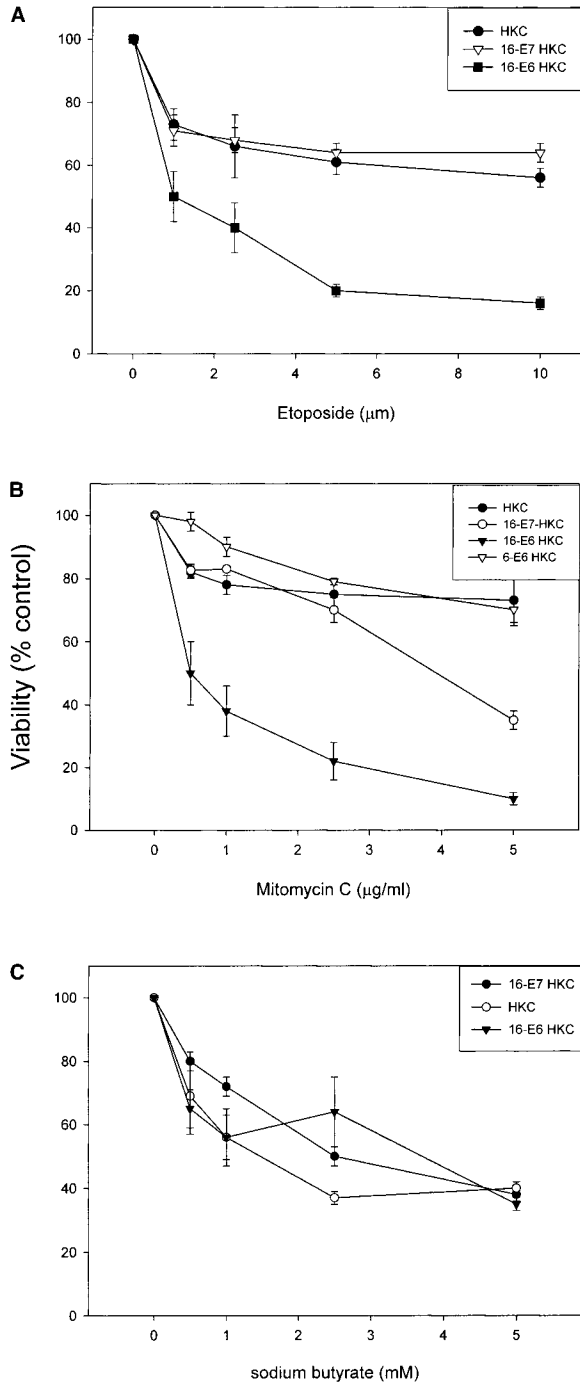 A
HKC
16-E7 HKC
16-E6 HKC
100
80
60
40
20
0
0 2 4 6 8 10
Etoposide (μm)
B
HKC
16-E7-HKC
16-E6 HKC
6-E6 HKC
Viability (% control)
100
80
60
40
20
0
0 1 2 3 4 5
Mitomycin C (μg/ml)
C
16-E7 HKC
HKC
16-E6 HKC
100
80
60
40
20
0
0 1 2 3 4 5
sodium butyrate (mM)